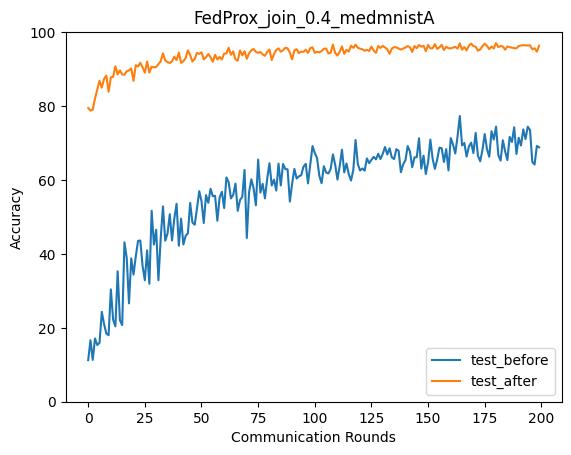 FedProx_join_0.4_medmnistA
100
80
60
40
20
0
Accuracy
0 25 50 75 100 125 150 175 200
Communication Rounds
test_before
test_after